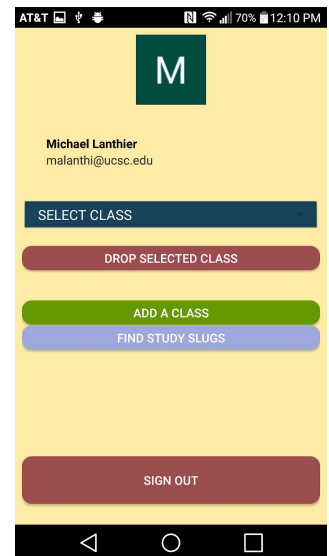 AT&T 70% 12:10 PM
M
Michael Lanthier
malanthi@ucsc.edu
SELECT CLASS
DROP SELECTED CLASS
ADD A CLASS
FIND STUDY SLUGS
SIGN OUT